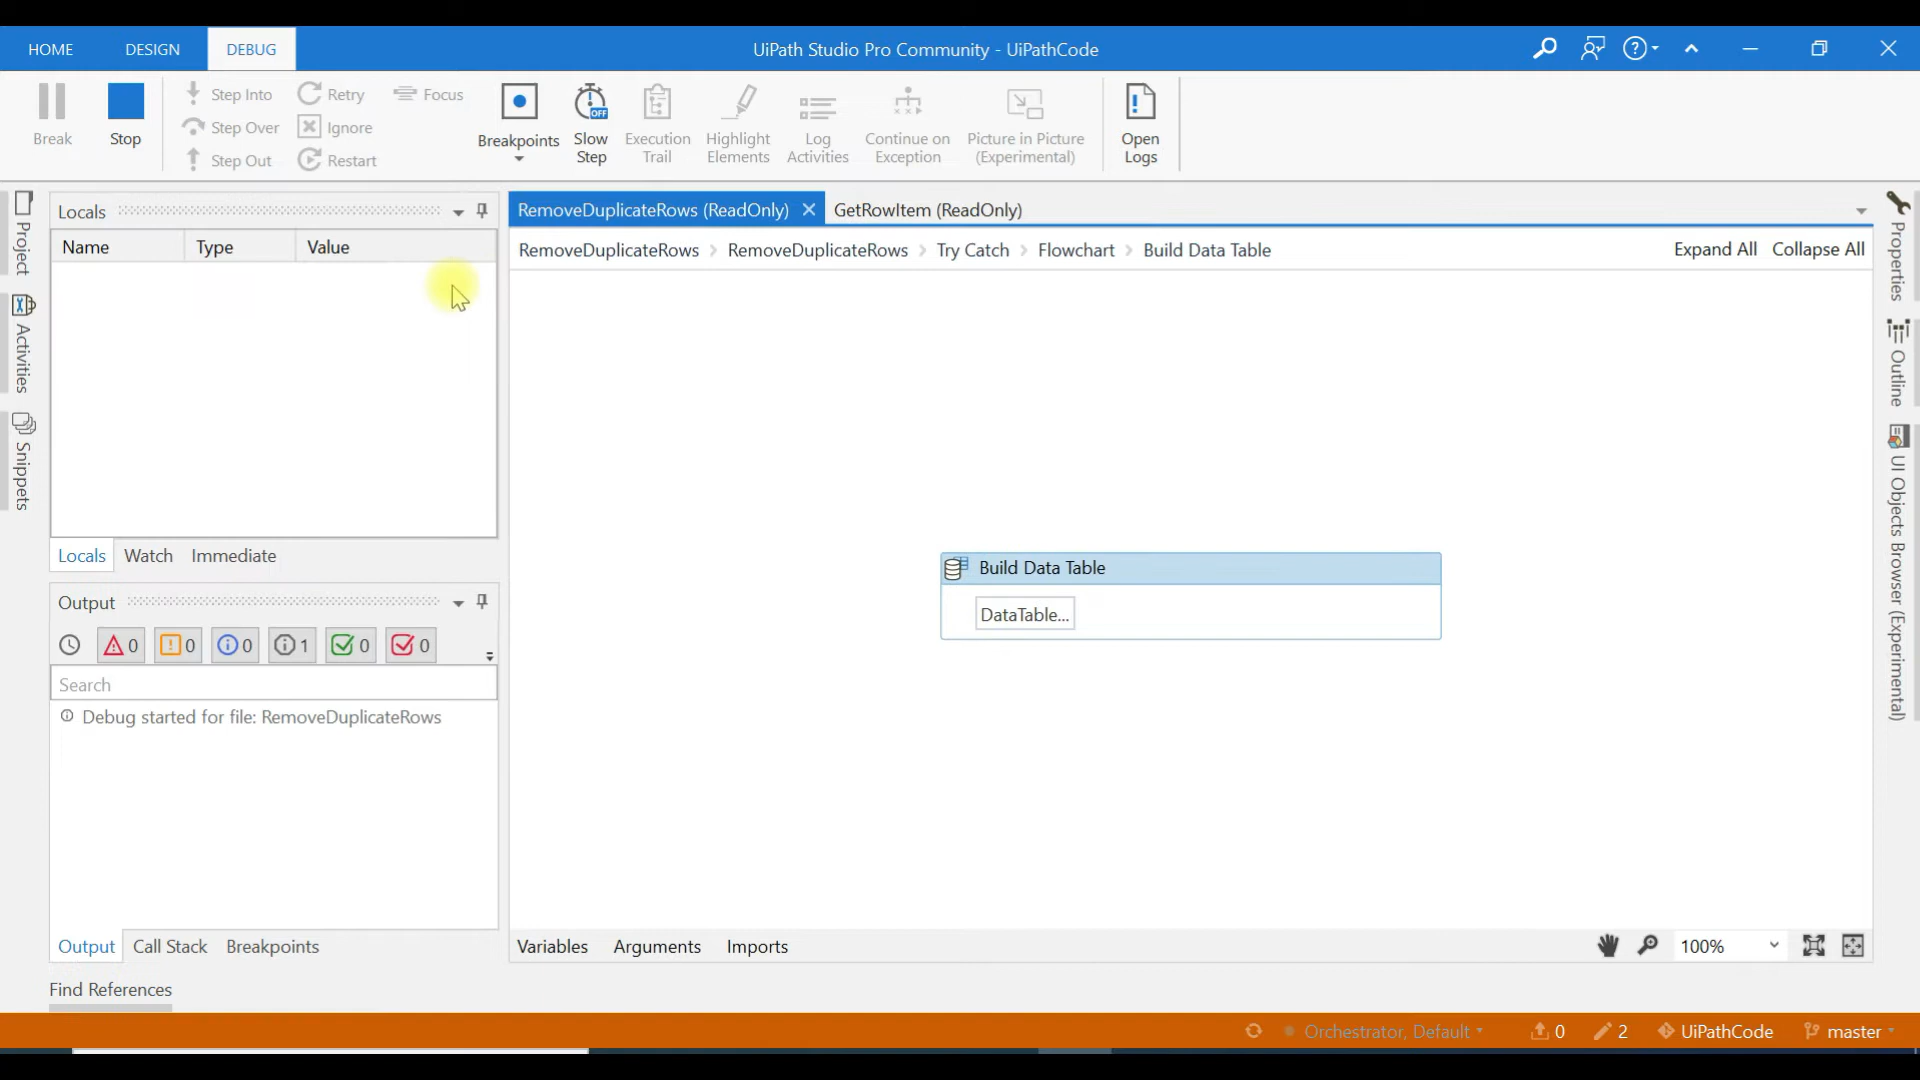 HOME DESIGN DEBUG UiPath Studio Pro Community - UiPathCode
Break Stop Step Into Retry Focus
Step Over Ignore
Step Out Restart
Breakpoints Slow Step Execution Trail Highlight Elements Log Activities Continue on Exception Picture in Picture (Experimental) Open Logs
OFF
Project
Activities
Snippets
Locals
Name Type Value
Locals Watch Immediate
Output
0 0 0 1 0 0
Search
Debug started for file: RemoveDuplicateRows
Output Call Stack Breakpoints
Find References
RemoveDuplicateRows (ReadOnly) GetRowItem (ReadOnly)
RemoveDuplicateRows > RemoveDuplicateRows > Try Catch > Flowchart > Build Data Table Expand All Collapse All
Build Data Table
DataTable...
Variables Arguments Imports 100%
Properties
Outline
UI Objects Browser (Experimental)
Orchestrator, Default 0 2 UiPathCode master